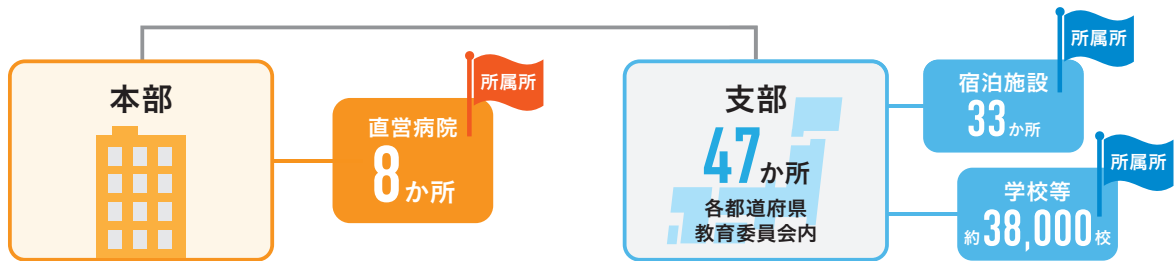 本部
所属所
直営病院
8か所
支部
47か所
各都道府県
教育委員会内
所属所
宿泊施設
33か所
所属所
学校等
約38,000校